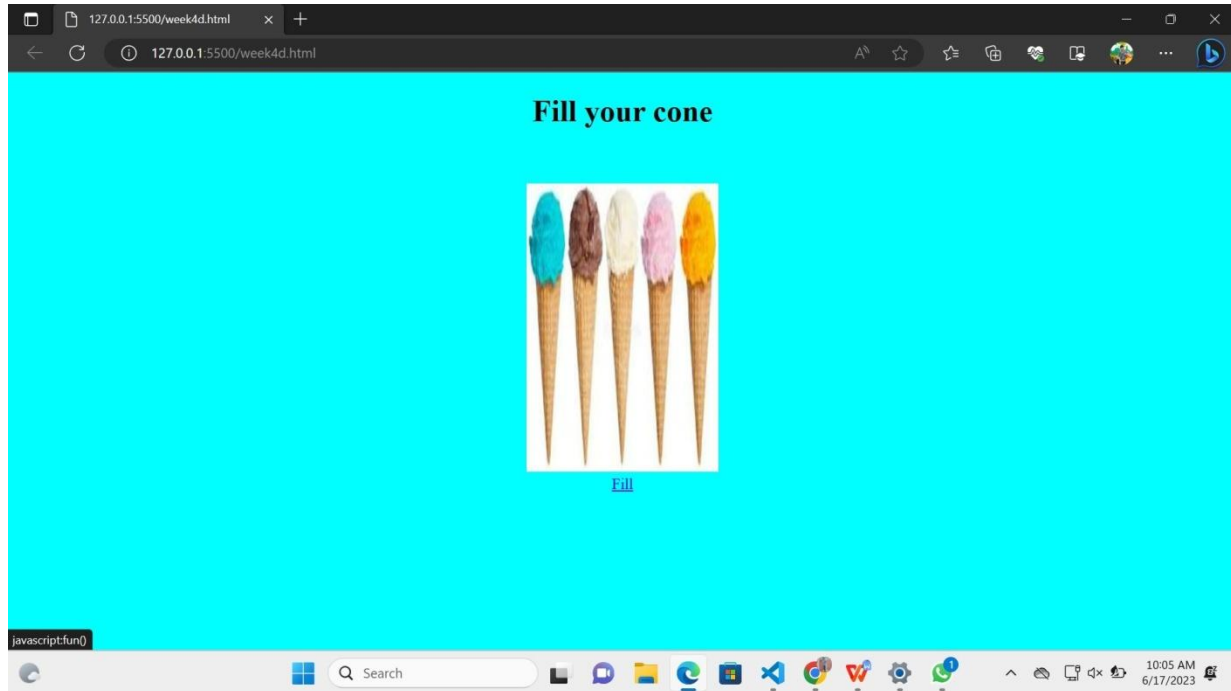 127.0.0.1:5500/week4d.html
127.0.0.1:5500/week4d.html
Fill your cone
Fill
javascript:fun()
Search
1
10:05 AM
6/17/2023